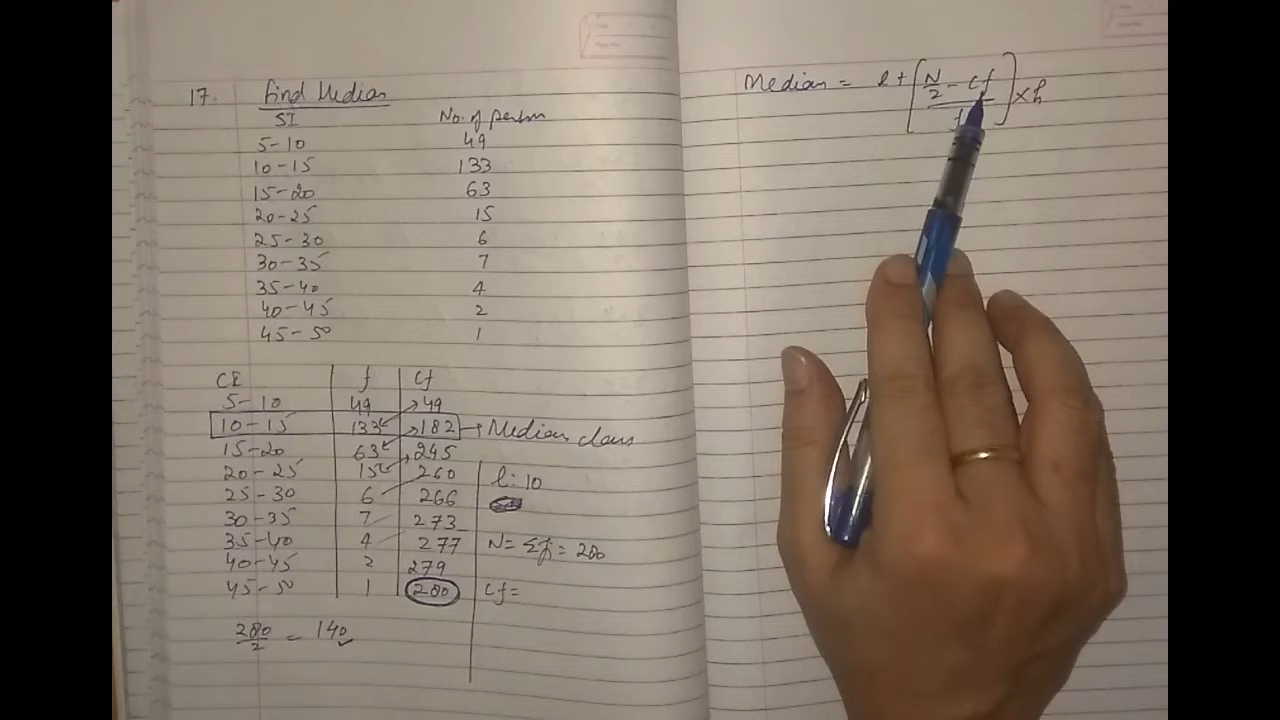 17. Find Median
SI No. of person
5-10 49
10-15 133
15-20 63
20-25 15
25-30 6
30-35 7
35-40 4
40-45 2
45-50 1
CI f Cf
5-10 49 49
10-15 133 182 → Median class
15-20 63 245
20-25 15 260
25-30 6 266
30-35 7 273
35-40 4 277
40-45 2 279
45-50 1 280
280/2 = 140
l: 10
N = Σf = 280
Cf =
Median = l + [N/2 - Cf / f] × h